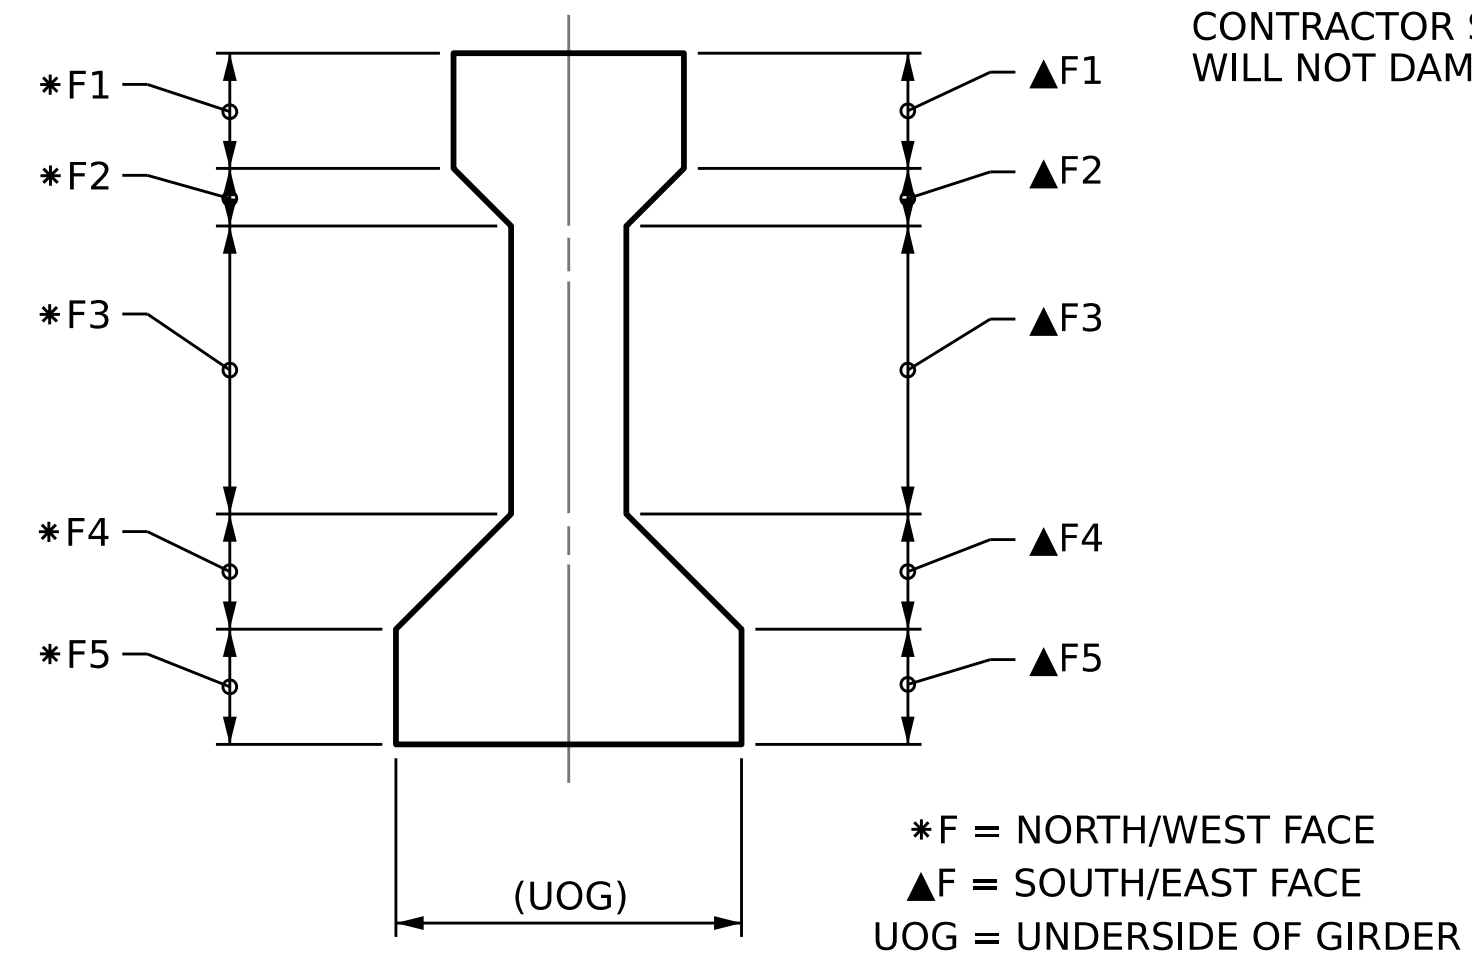 CONTRACTOR
WILL NOT
*F1
*F2
*F3
*F4
*F5
▲F1
▲F2
▲F3
▲F4
▲F5
(UOG)
*F = NORTH/WEST FACE
▲F = SOUTH/EAST FACE
UOG = UNDERSIDE OF GIRDER